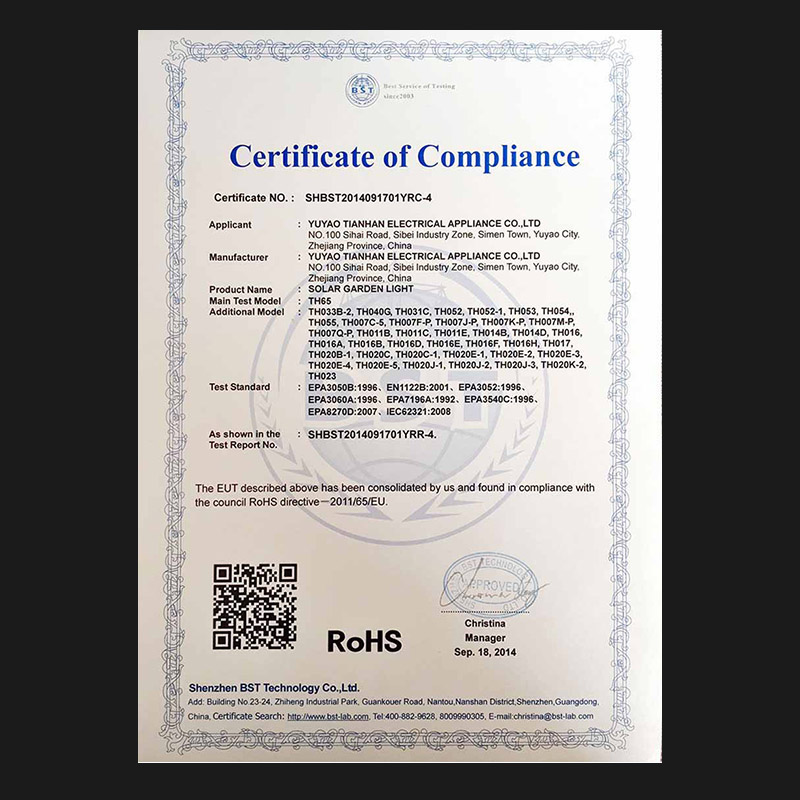 BST
Best Service of Testing
since2003
Certificate of Compliance
Certificate NO. : SHBST2014091701YRC-4
Applicant : YUYAO TIANHAN ELECTRICAL APPLIANCE CO.,LTD
NO.100 Sihai Road, Sibei Industry Zone, Simen Town, Yuyao City,
Zhejiang Province, China
Manufacturer : YUYAO TIANHAN ELECTRICAL APPLIANCE CO.,LTD
NO.100 Sihai Road, Sibei Industry Zone, Simen Town, Yuyao City,
Zhejiang Province, China
Product Name : SOLAR GARDEN LIGHT
Main Test Model : TH65
Additional Model : TH033B-2, TH040G, TH031C, TH052, TH052-1, TH053, TH054,,
TH055, TH007C-5, TH007F-P, TH007J-P, TH007K-P, TH007M-P,
TH007Q-P, TH011B, TH011C, TH011E, TH014B, TH014D, TH016,
TH016A, TH016B, TH016D, TH016E, TH016F, TH016H, TH017,
TH020B-1, TH020C, TH020C-1, TH020E-1, TH020E-2, TH020E-3,
TH020E-4, TH020E-5, TH020J-1, TH020J-2, TH020J-3, TH020K-2,
TH023
Test Standard : EPA3050B:1996、EN1122B:2001、EPA3052:1996、
EPA3060A:1996、EPA7196A:1992、EPA3540C:1996、
EPA8270D:2007、IEC62321:2008
As shown in the : SHBST2014091701YRR-4.
Test Report No.
BST
The EUT described above has been consolidated by us and found in compliance with
the council RoHS directive—2011/65/EU.
BST TECHNOLOGY
APPROVED
RoHS
Christina
Manager
Sep. 18, 2014
Shenzhen BST Technology Co.,Ltd.
Add: Building No.23-24, Zhiheng Industrial Park, Guankouer Road, Nantou,Nanshan District,Shenzhen,Guangdong,
China, Certificate Search: http://www.bst-lab.com, Tel:400-882-9628, 8009990305, E-mail:christina@bst-lab.com